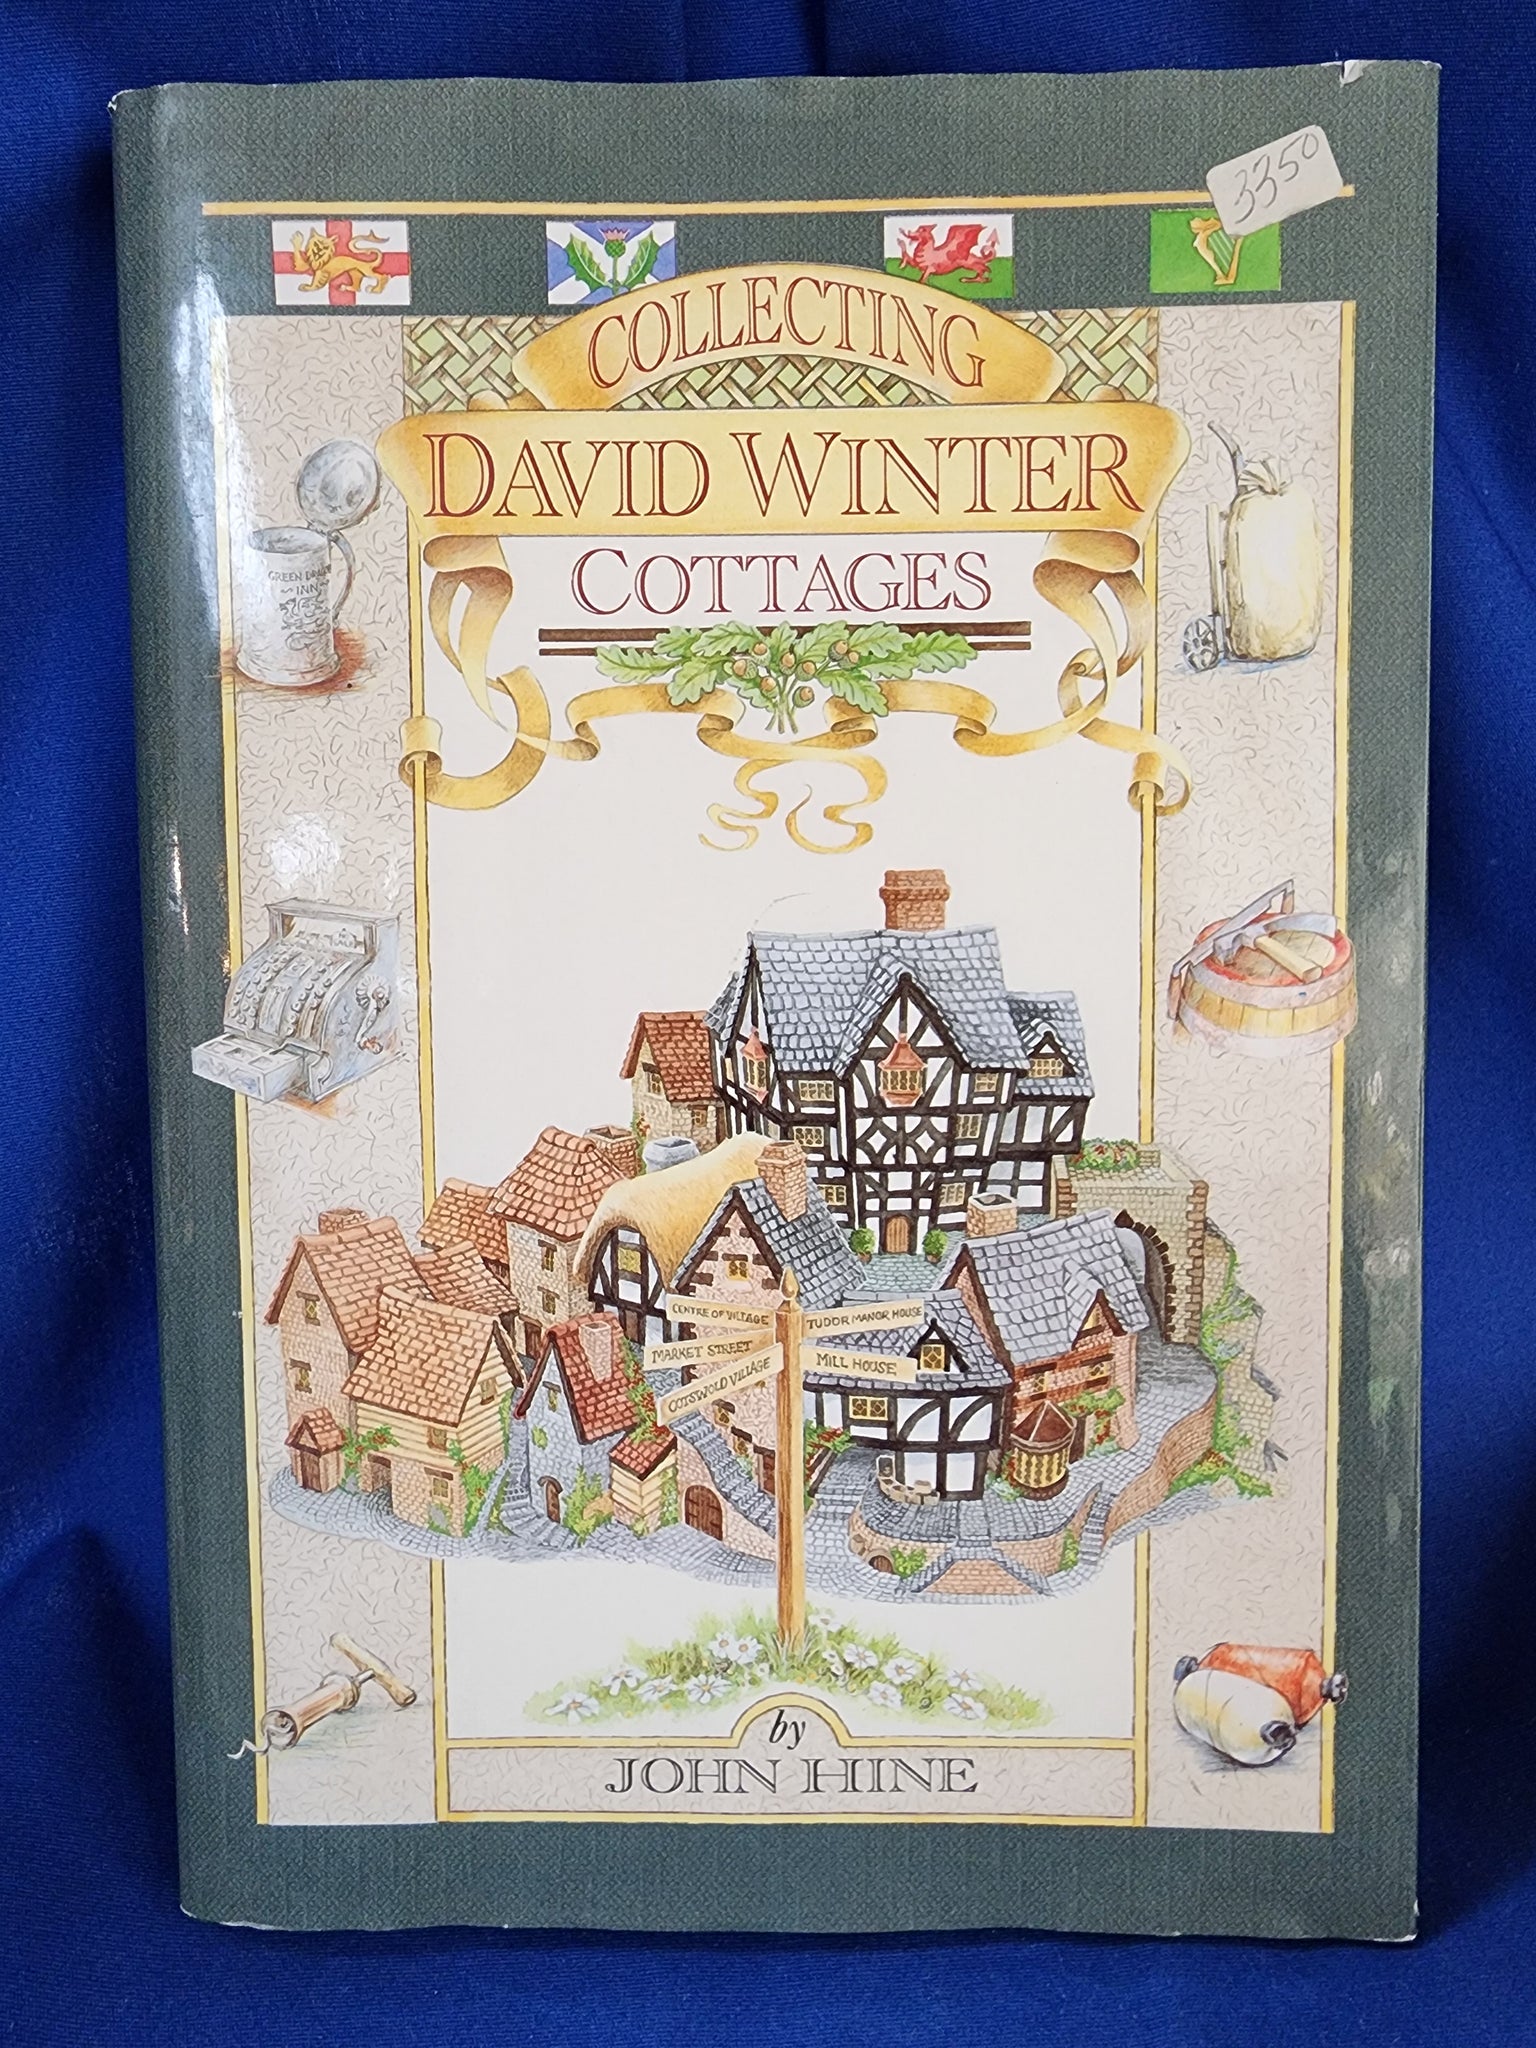 3350
COLLECTING
DAVID WINTER
COTTAGES
GREEN DRAGON
INN
CENTRE OF VILLAGE
TUDOR MANOR HOUSE
MARKET STREET
MILL HOUSE
COTSWOLD VILLAGE
by
JOHN HINE